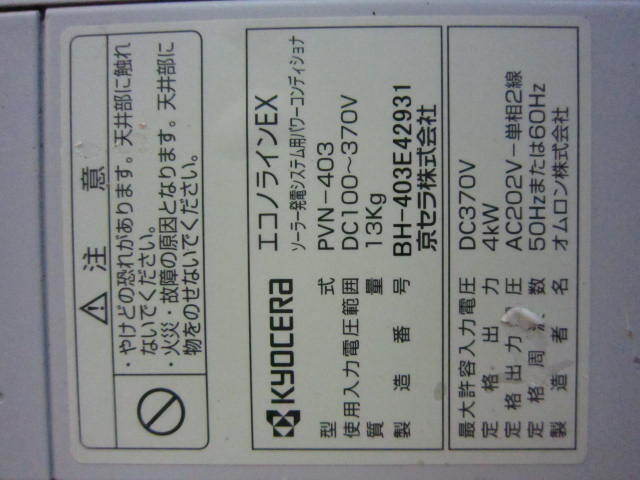 ⚠ 注意
・やけどの恐れがあります。天井部に触れ
ないでください。
・火災・故障の原因となります。天井部に
物をのせないでください。
KYOCERA エコノラインEX
ソーラー発電システム用パワーコンディショナ
型式 PVN-403
使用入力電圧範囲 DC100～370V
質量 13Kg
製造番号 BH-403E42931
京セラ株式会社
最大許容入力電圧 DC370V
定格出力 4kW
定格出力電圧 AC202V－単相2線
定格周波数 50Hzまたは60Hz
製造者名 オムロン株式会社